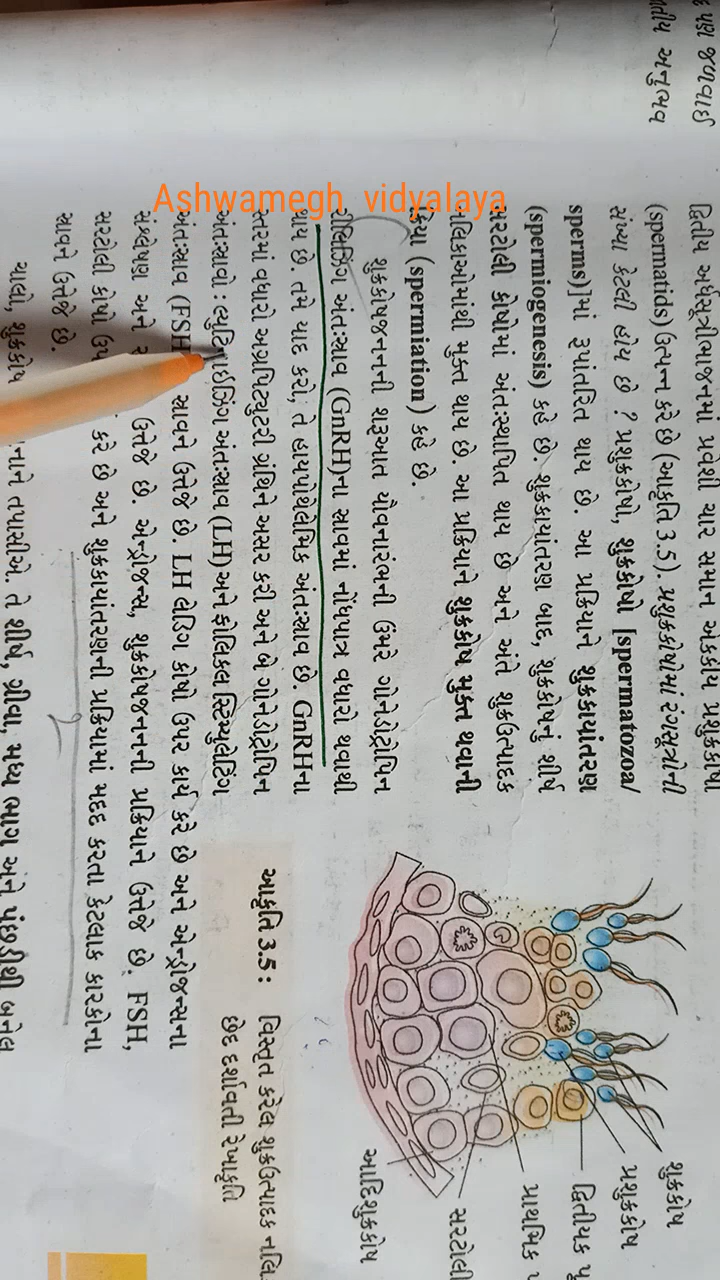 Ashwamegh vidyalaya
દ્વિતીય અર્ધસૂત્રીભાજનમાં પ્રવેશી ચાર સમાન એકકીય પ્રશુક્રકોષ
(spermatids) ઉત્પન્ન કરે છે (આકૃતિ 3.5). પ્રશુક્રકોષોમાં રંગસૂત્રોની
સંખ્યા કેટલી હોય છે ? પ્રશુક્રકોષો, શુક્રકોષો [spermatozoa/
sperms)]માં રૂપાંતરિત થાય છે. આ પ્રક્રિયાને શુક્રકાયાંતરણ
(spermiogenesis) કહે છે. શુક્રકાયાંતરણ બાદ, શુક્રકોષનું શીર્ષ
સરટોલી કોષોમાં અંતઃસ્થાપિત થાય છે અને અંતે શુક્રઉત્પાદક
નલિકાઓમાંથી મુક્ત થાય છે. આ પ્રક્રિયાને શુક્રકોષ મુક્ત થવાની
ક્રિયા (spermiation) કહે છે.
શુક્રકોષજનનની શરૂઆત યૌવનારંભની ઉંમરે ગોનેડોટ્રોપિન
રીલિઝિંગ અંતઃસ્રાવ (GnRH)ના સ્રાવમાં નોંધપાત્ર વધારો થવાથી
થાય છે. તમે યાદ કરો, તે હાયપોથેલેમિક અંતઃસ્રાવ છે. GnRHના
સ્તરમાં વધારો અગ્રપિટ્યુટરી ગ્રંથિને અસર કરી અને બે ગોનેડોટ્રોપિન
અંતઃસ્રાવો : લ્યુટિનાઇઝિંગ અંતઃસ્રાવ (LH) અને ફોલિકલ સ્ટિમ્યુલેટિંગ
અંતઃસ્રાવ (FSH સ્રાવને ઉત્તેજે છે. LH લેડિગ કોષો ઉપર કાર્ય કરે છે અને એન્ડ્રોજન્સના
સંશ્લેષણ અને ઉત્તેજે છે. એન્ડ્રોજન્સ, શુક્રકોષજનનની પ્રક્રિયાને ઉત્તેજે છે. FSH,
સરટોલી કોષો કરે છે અને શુક્રકાયાંતરણની પ્રક્રિયામાં મદદ કરતા કેટલાક કારકોના
સ્રાવને ઉત્તેજે છે.
ચાલો, શુક્રકોષ તપાસીએ. તે શીર્ષ, ગ્રીવા, મધ્ય ભાગ અને પૂંછડીથી બનેલ
શુક્રકોષ
પ્રશુક્રકોષ
દ્વિતીયક
પ્રાથમિક
સરટોલી
આદિશુક્રકોષ
આકૃતિ 3.5 : વિસ્તૃત કરેલ શુક્રઉત્પાદક નલિ
છેદ દર્શાવતી રેખાકૃતિ